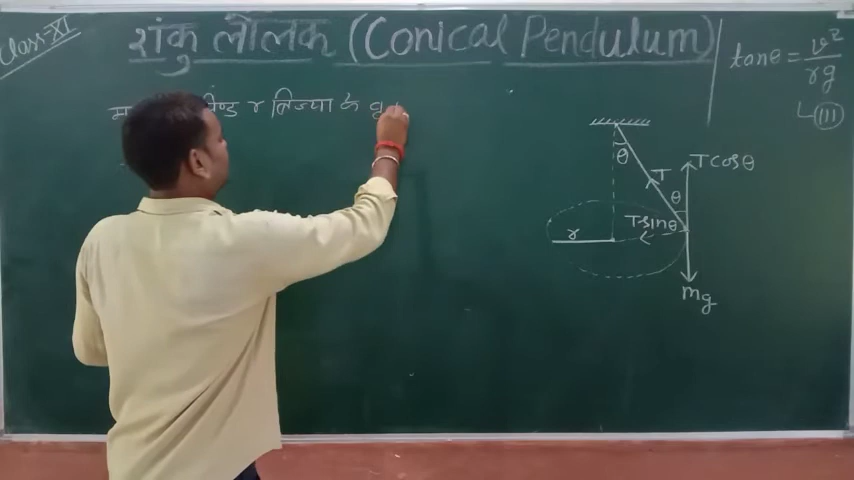 Class-XI
शंकु लोलक (Conical Pendulum)
tanθ = v²/rg
(III)
r त्रिज्या के
θ
T
Tcosθ
θ
Tsinθ
r
mg